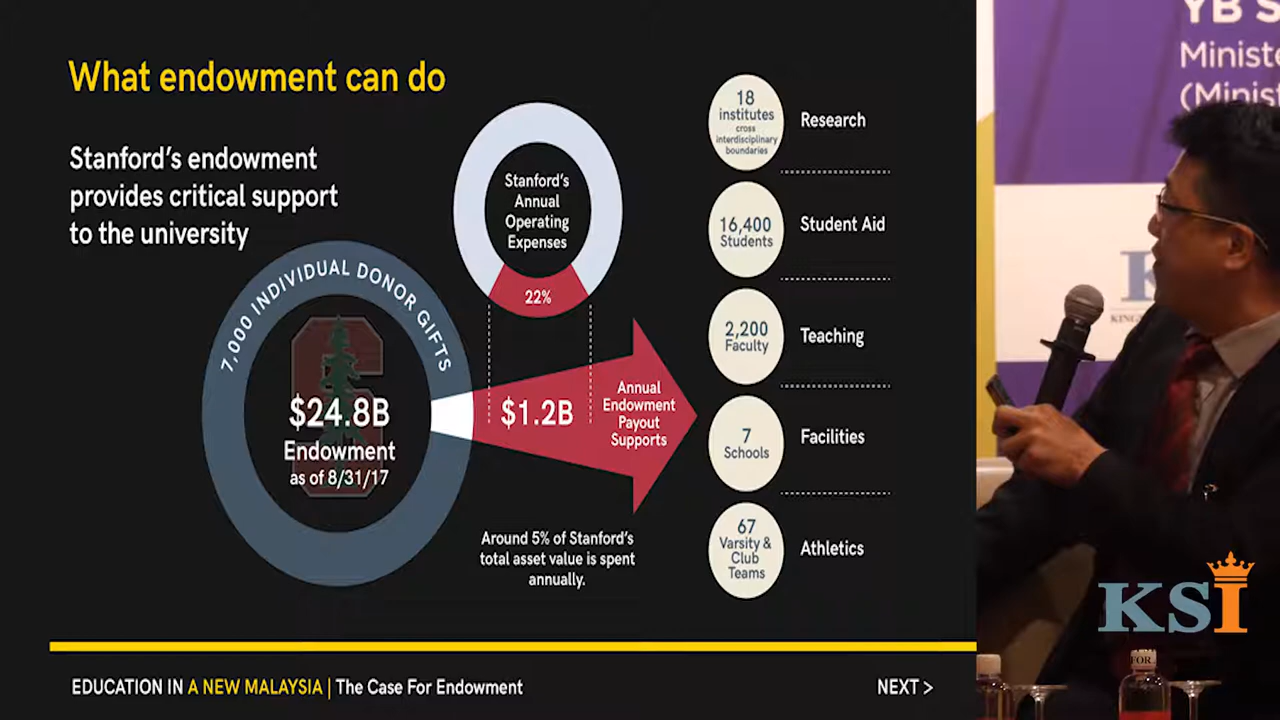 What endowment can do
Stanford's endowment
provides critical support
to the university
7,000 INDIVIDUAL DONOR GIFTS
$24.8B
Endowment
as of 8/31/17
Stanford's
Annual
Operating
Expenses
22%
$1.2B
Annual
Endowment
Payout
Supports
Around 5% of Stanford's
total asset value is spent
annually.
18
institutes
cross
interdisciplinary
boundaries
Research
16,400
Students
Student Aid
2,200
Faculty
Teaching
7
Schools
Facilities
67
Varsity &
Club
Teams
Athletics
EDUCATION IN A NEW MALAYSIA | The Case For Endowment
NEXT >
YB S
Ministe
(Minist
K
KING
KSI
FOR